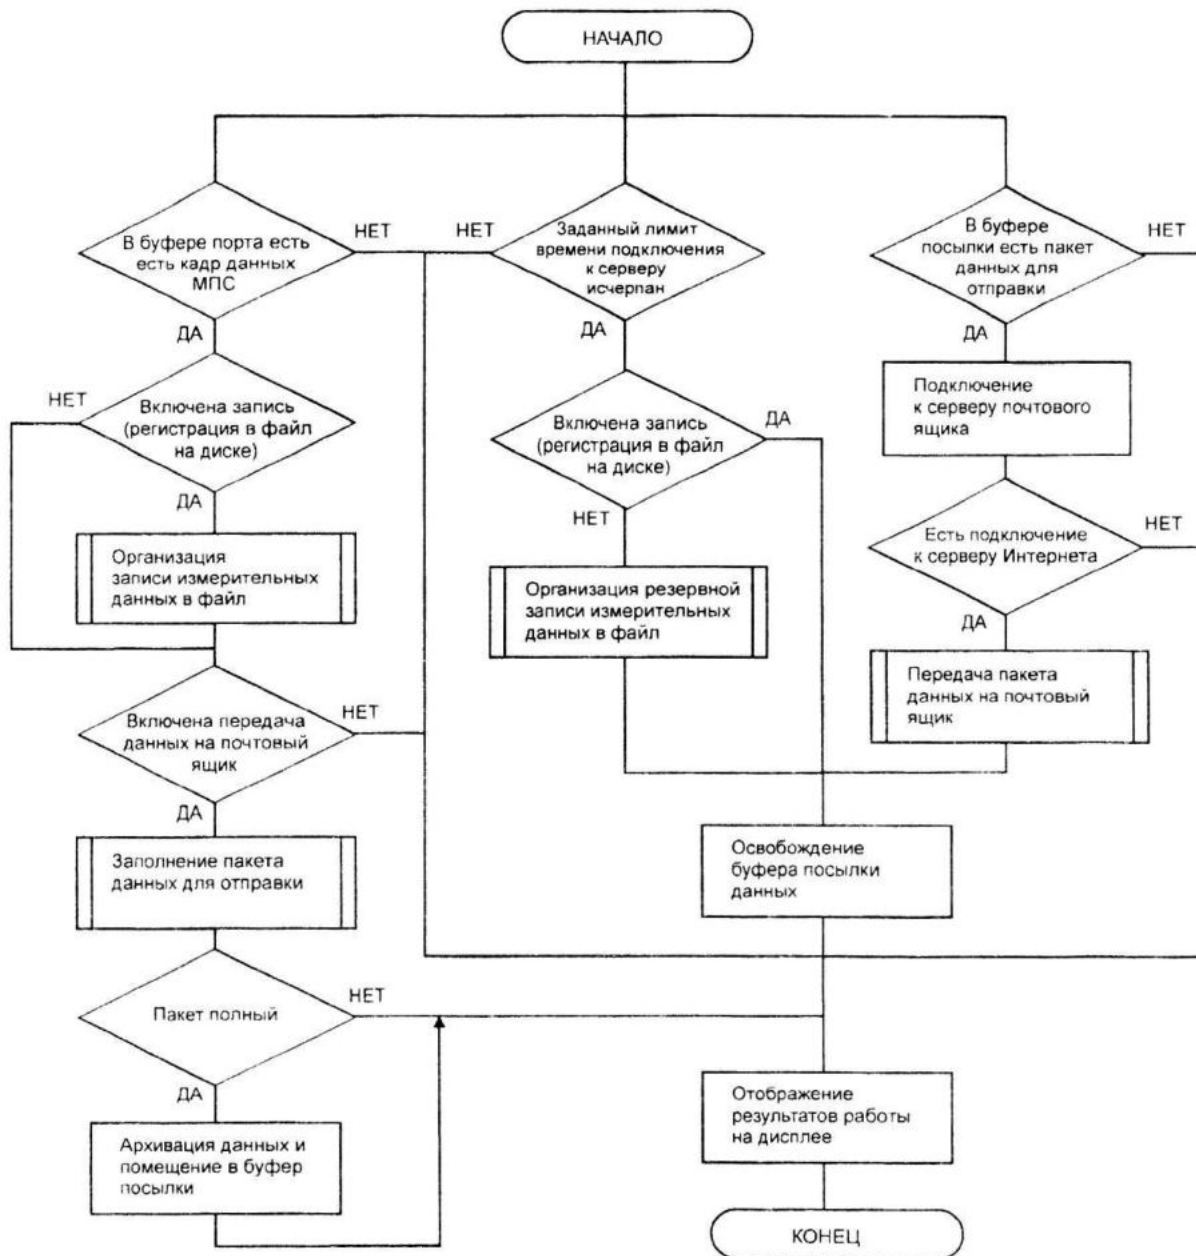 НАЧАЛО
В буфере порта есть
есть кадр данных
МПС
НЕТ
ДА
Включена запись
(регистрация в файл
на диске)
НЕТ
ДА
Организация
записи измерительных
данных в файл
Включена передача
данных на почтовый
ящик
НЕТ
ДА
Заполнение пакета
данных для отправки
Пакет полный
НЕТ
ДА
Архивация данных и
помещение в буфер
посылки
НЕТ
Заданный лимит
времени подключения
к серверу
исчерпан
ДА
Включена запись
(регистрация в файл
на диске)
ДА
НЕТ
Организация резервной
записи измерительных
данных в файл
В буфере
посылки есть пакет
данных для
отправки
НЕТ
ДА
Подключение
к серверу почтового
ящика
Есть подключение
к серверу Интернета
НЕТ
ДА
Передача пакета
данных на почтовый
ящик
Освобождение
буфера посылки
данных
Отображение
результатов работы
на дисплее
КОНЕЦ